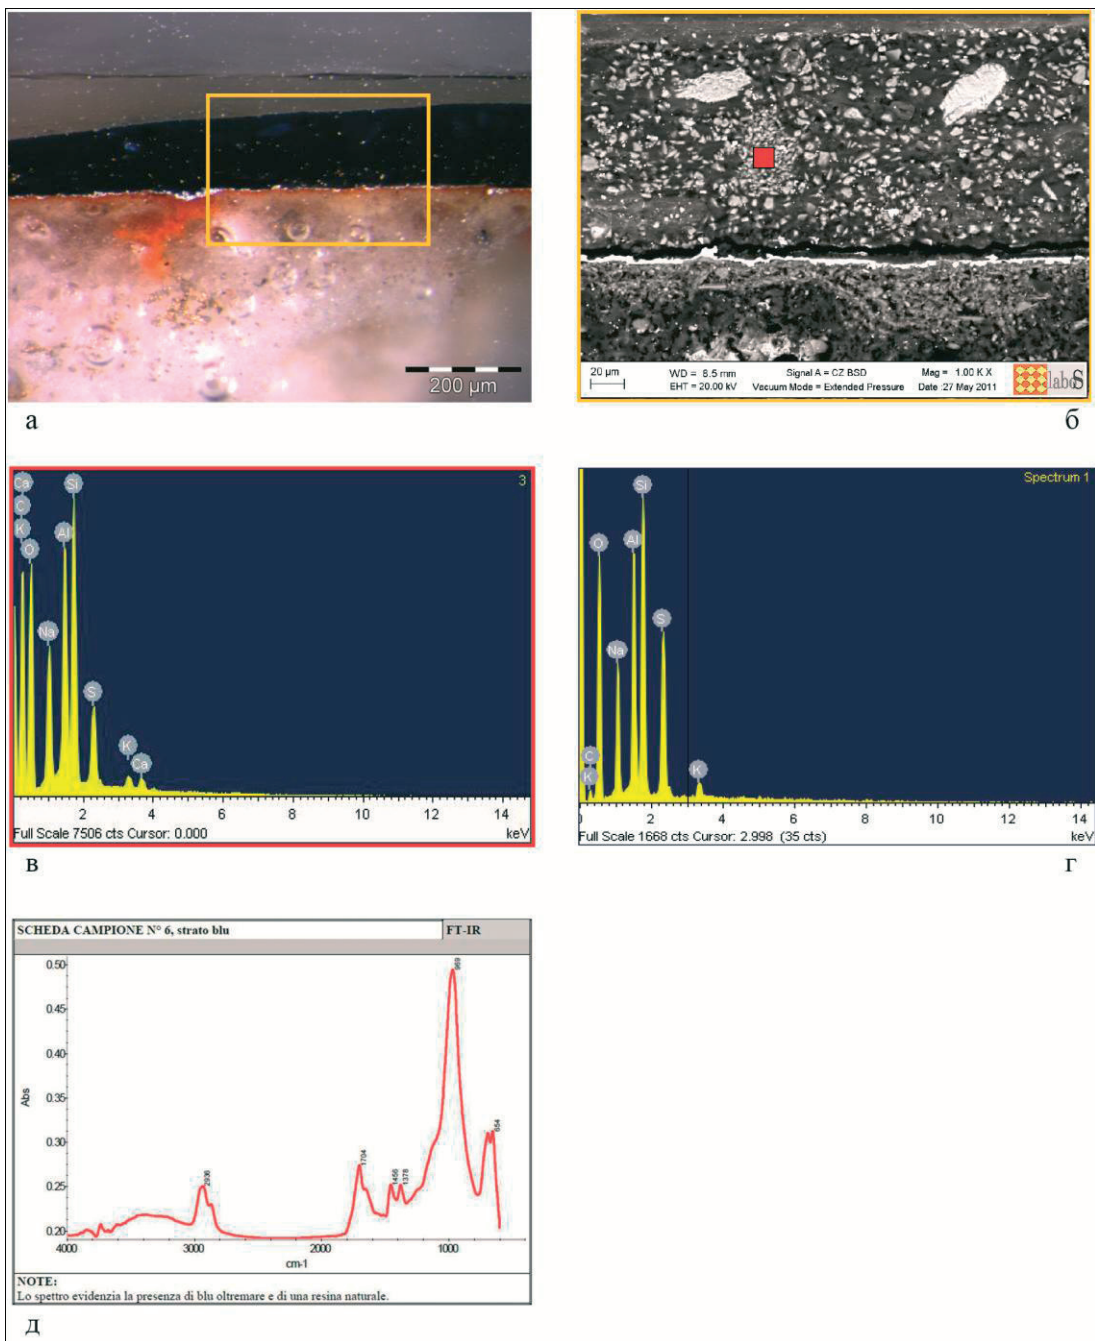 200 µm
а
20 µm
WD = 8.5 mm
Signal A = CZ BSD
Mag = 1.00 K X
EHT = 20.00 kV
Vacuum Mode = Extended Pressure
Date :27 May 2011
laboS
б
3
Ca
C
K
O
Na
Al
Si
S
K
Ca
2 4 6 8 10 12 14
Full Scale 7506 cts Cursor: 0.000
keV
в
Spectrum 1
C
K
O
Na
Al
Si
S
K
0 2 4 6 8 10 12 14
Full Scale 1668 cts Cursor: 2.998 (35 cts)
keV
г
SCHEDA CAMPIONE N° 6, strato blu
FT-IR
Abs
0.50
0.45
0.40
0.35
0.30
0.25
0.20
2936
1704
1456
1378
969
654
4000 3000 2000 1000
cm-1
NOTE:
Lo spettro evidenzia la presenza di blu oltremare e di una resina naturale.
д